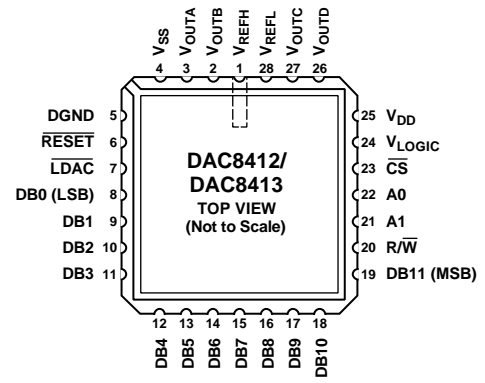 VSS VOUTA VOUTB VREFH VREFL VOUTC VOUTD
4 3 2 1 28 27 26
DGND 5
RESET 6
LDAC 7
DB0 (LSB) 8
DB1 9
DB2 10
DB3 11
DAC8412/
DAC8413
TOP VIEW
(Not to Scale)
25 VDD
24 VLOGIC
23 CS
22 A0
21 A1
20 R/W
19 DB11 (MSB)
12 13 14 15 16 17 18
DB4 DB5 DB6 DB7 DB8 DB9 DB10